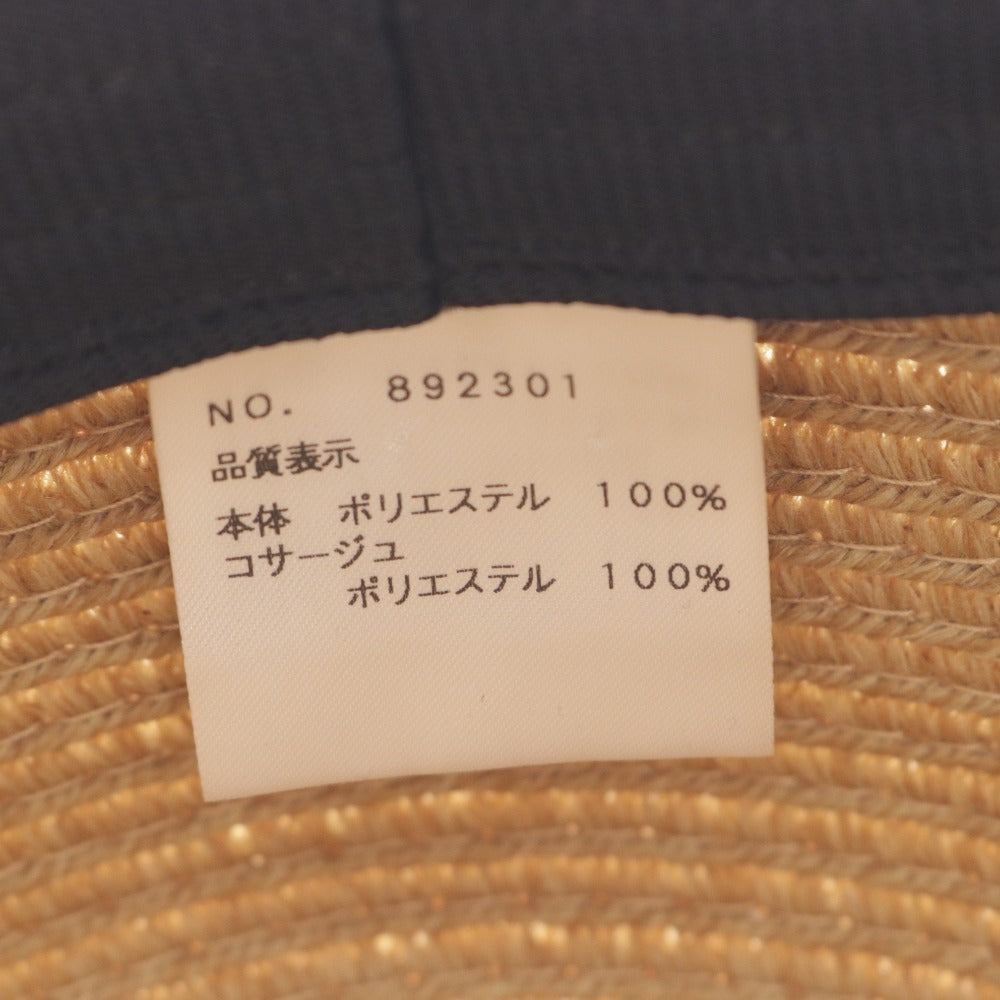 NO. 892301
品質表示
本体 ポリエステル 100%
コサージュ
ポリエステル 100%